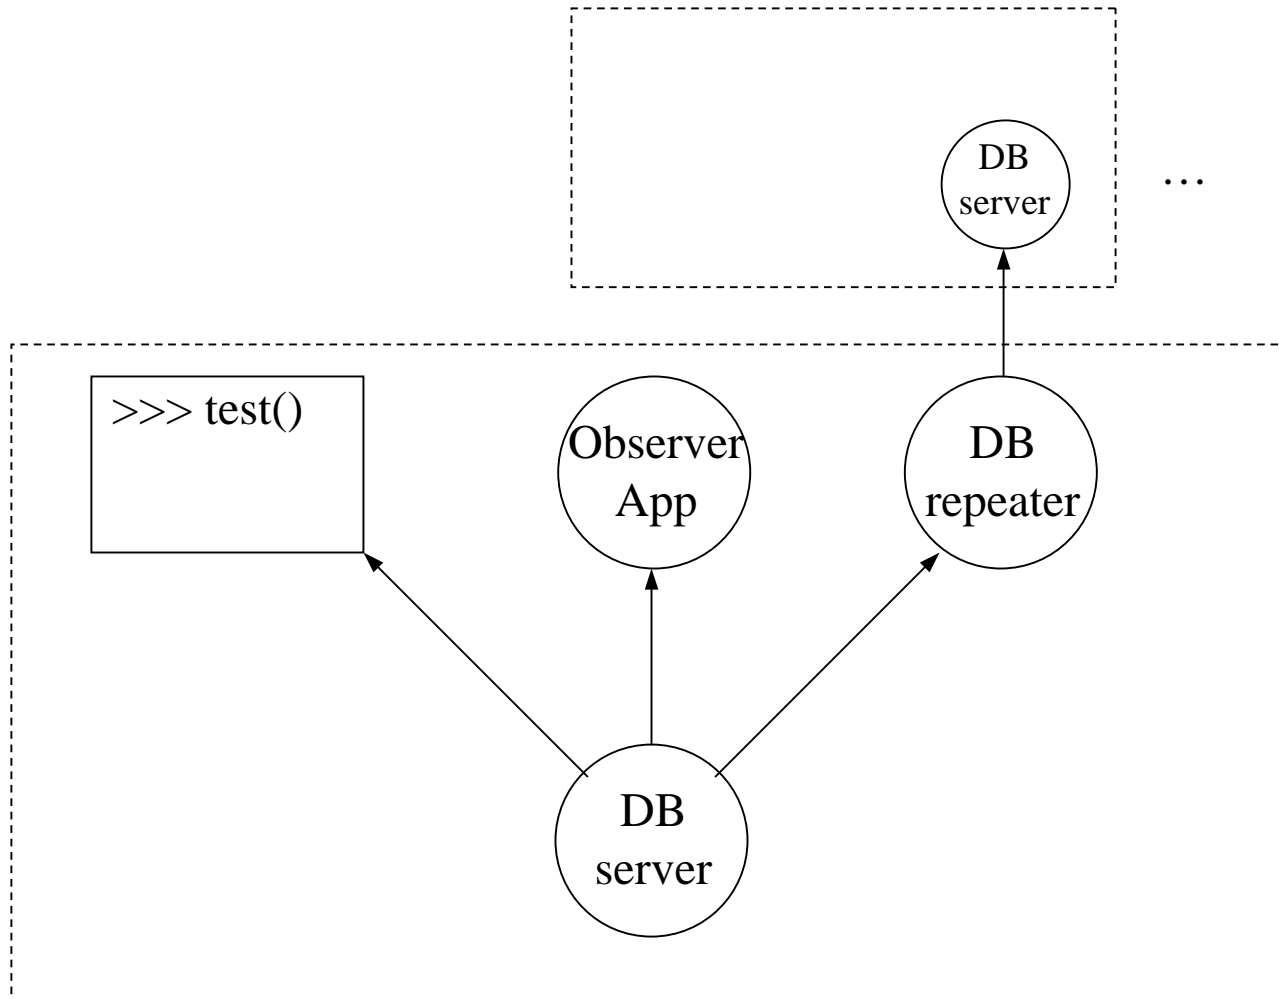 DB
server
…
>>> test()
Observer
App
DB
repeater
DB
server